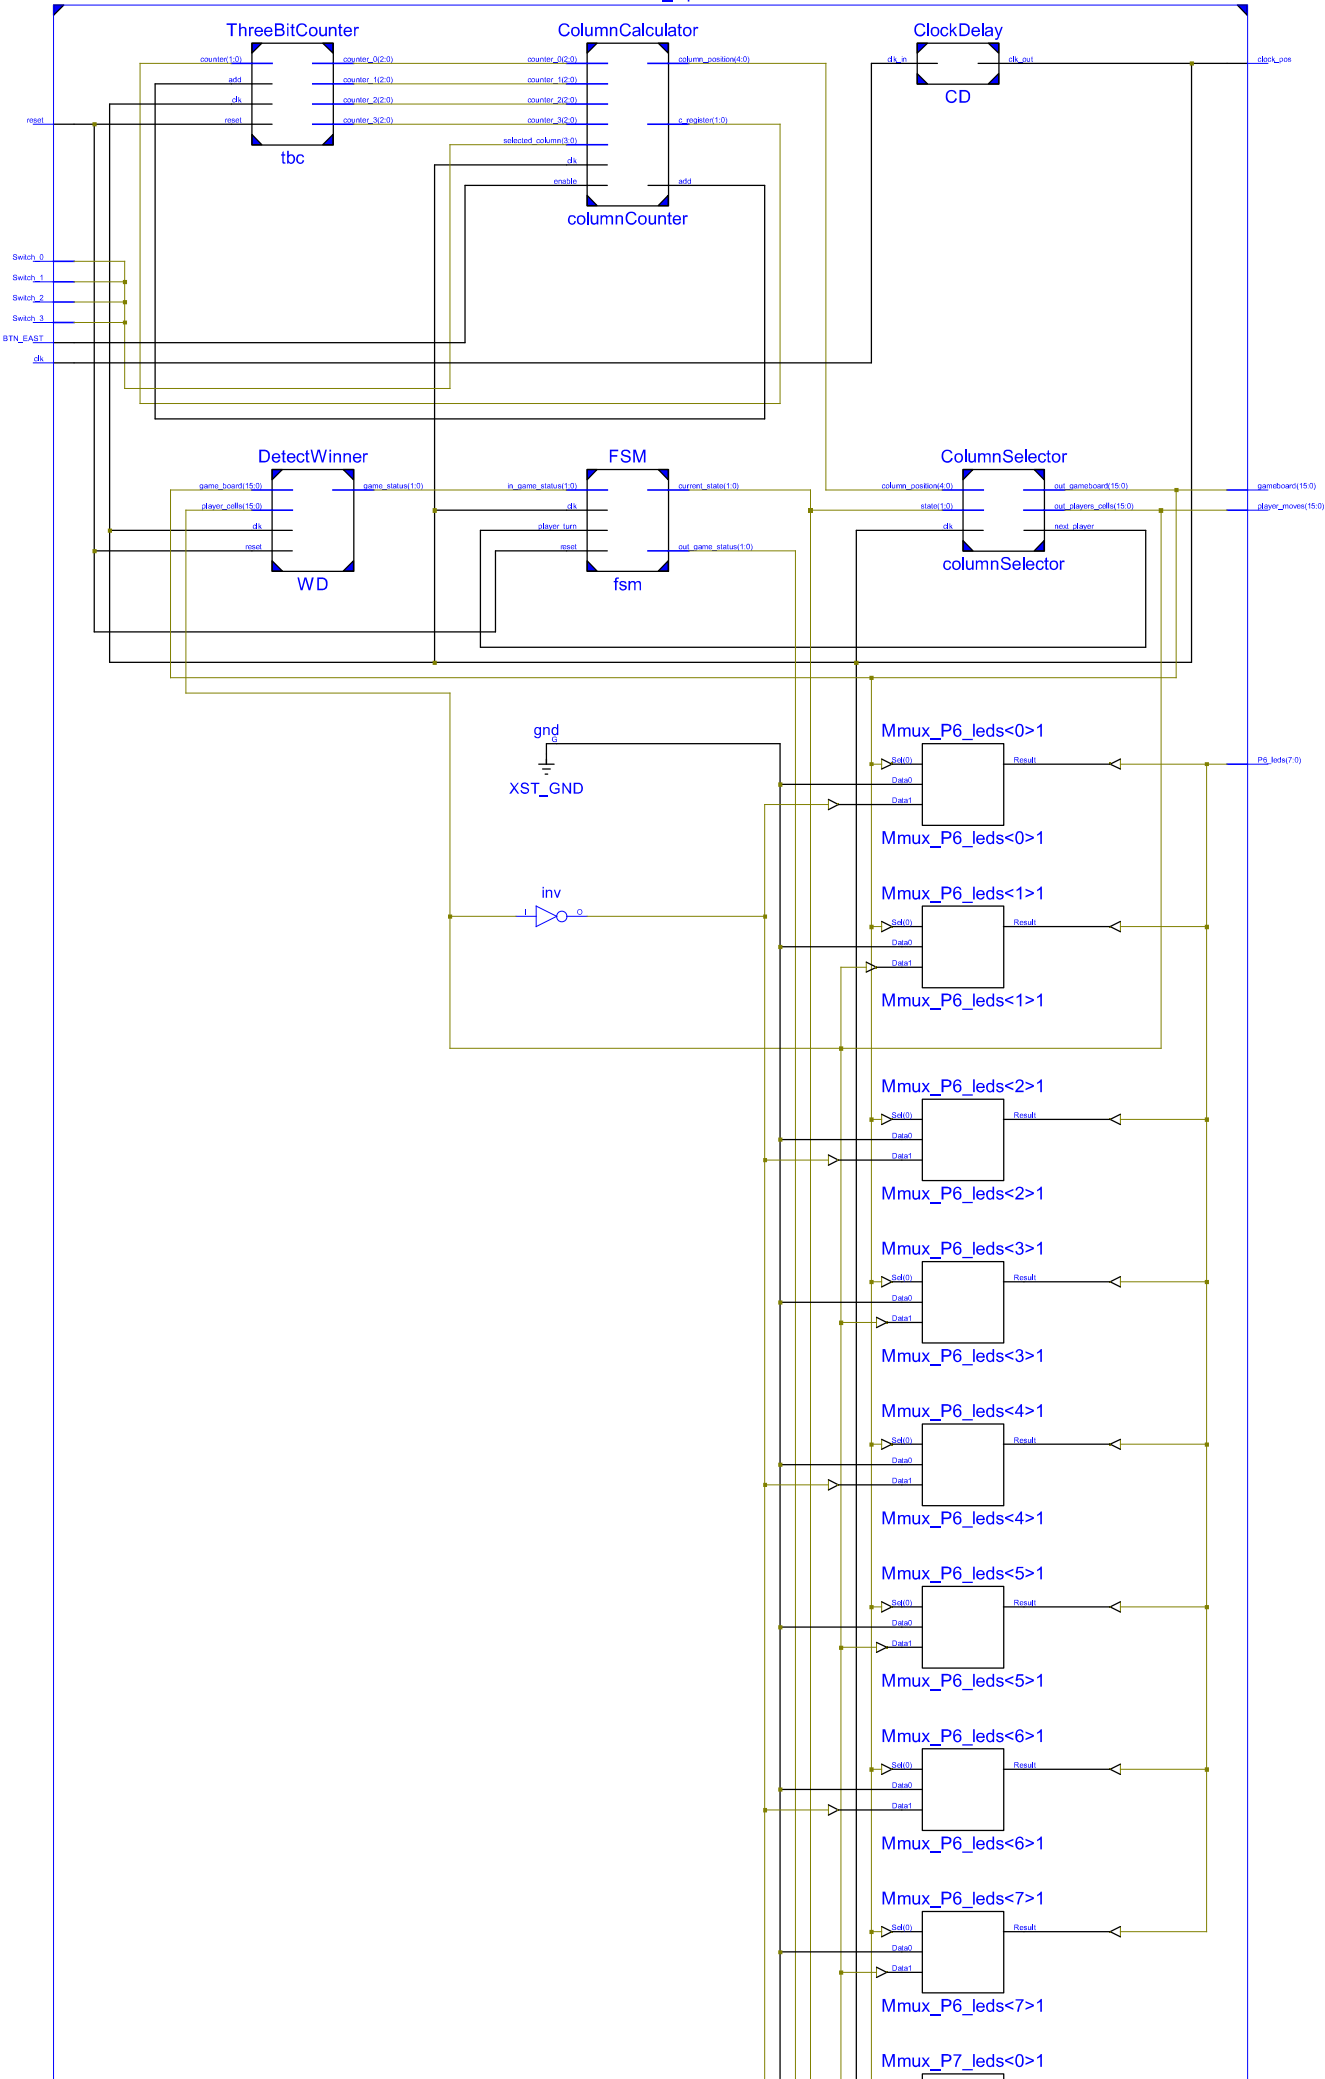 ThreeBitCounter
ColumnCalculator
ClockDelay
counter(1:0)
counter_0(2:0)
counter_0(2:0)
column_position(4:0)
clk_in
clk_out
clock_pos
add
counter_1(2:0)
counter_1(2:0)
CD
clk
counter_2(2:0)
counter_2(2:0)
reset
reset
counter_3(2:0)
counter_3(2:0)
c_register(1:0)
tbc
selected_column(3:0)
clk
enable
add
columnCounter
Switch_0
Switch_1
Switch_2
Switch_3
BTN_EAST
clk
DetectWinner
FSM
ColumnSelector
game_board(15:0)
game_status(1:0)
in_game_status(1:0)
current_state(1:0)
column_position(4:0)
out_gameboard(15:0)
gameboard(15:0)
player_cells(15:0)
clk
state(1:0)
out_players_cells(15:0)
player_moves(15:0)
clk
player_turn
clk
next_player
reset
reset
out_game_status(1:0)
columnSelector
WD
fsm
gnd
G
XST_GND
Mmux_P6_leds<0>1
Sel(0)
Result
P6_leds(7:0)
Data0
Data1
Mmux_P6_leds<0>1
inv
I
O
Mmux_P6_leds<1>1
Sel(0)
Result
Data0
Data1
Mmux_P6_leds<1>1
Mmux_P6_leds<2>1
Sel(0)
Result
Data0
Data1
Mmux_P6_leds<2>1
Mmux_P6_leds<3>1
Sel(0)
Result
Data0
Data1
Mmux_P6_leds<3>1
Mmux_P6_leds<4>1
Sel(0)
Result
Data0
Data1
Mmux_P6_leds<4>1
Mmux_P6_leds<5>1
Sel(0)
Result
Data0
Data1
Mmux_P6_leds<5>1
Mmux_P6_leds<6>1
Sel(0)
Result
Data0
Data1
Mmux_P6_leds<6>1
Mmux_P6_leds<7>1
Sel(0)
Result
Data0
Data1
Mmux_P6_leds<7>1
Mmux_P7_leds<0>1